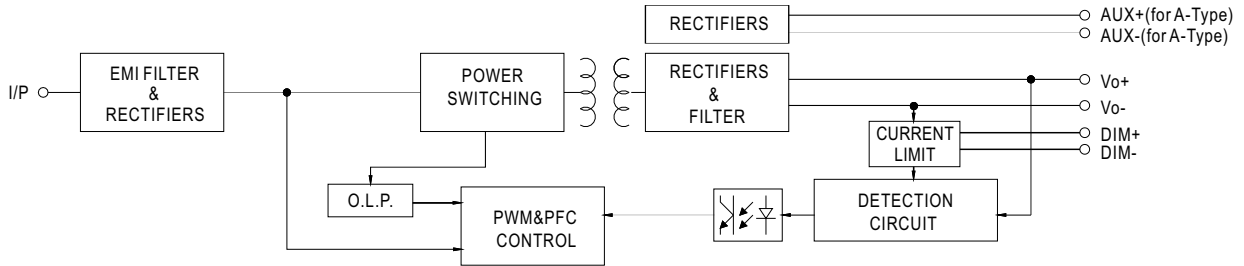 RECTIFIERS
AUX+(for A-Type)
AUX-(for A-Type)
I/P
EMI FILTER
&
RECTIFIERS
POWER
SWITCHING
RECTIFIERS
&
FILTER
Vo+
Vo-
CURRENT
LIMIT
DIM+
DIM-
O.L.P.
PWM&PFC
CONTROL
DETECTION
CIRCUIT